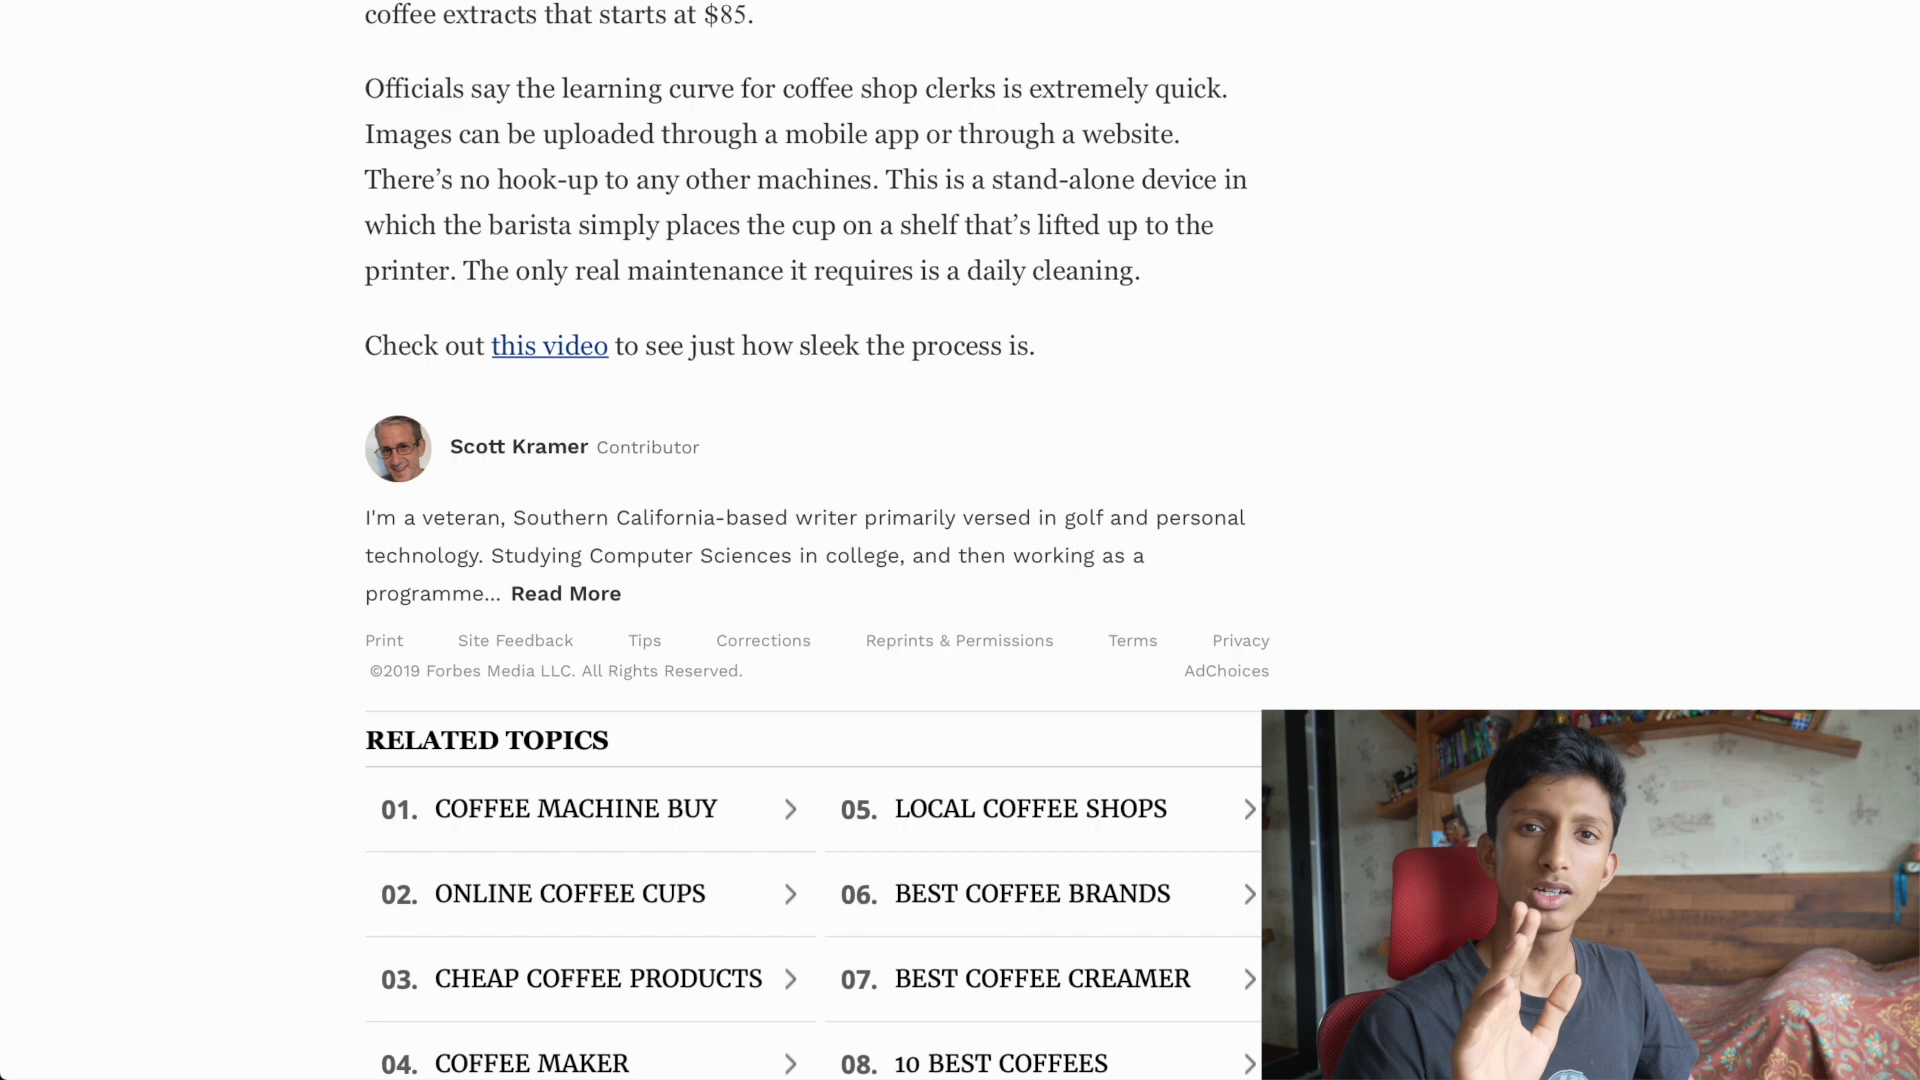 coffee extracts that starts at $85.
Officials say the learning curve for coffee shop clerks is extremely quick.
Images can be uploaded through a mobile app or through a website.
There’s no hook-up to any other machines. This is a stand-alone device in
which the barista simply places the cup on a shelf that’s lifted up to the
printer. The only real maintenance it requires is a daily cleaning.
Check out this video to see just how sleek the process is.
Scott Kramer Contributor
I'm a veteran, Southern California-based writer primarily versed in golf and personal
technology. Studying Computer Sciences in college, and then working as a
programme... Read More
Print Site Feedback Tips Corrections Reprints & Permissions Terms Privacy
©2019 Forbes Media LLC. All Rights Reserved. AdChoices
RELATED TOPICS
01. COFFEE MACHINE BUY
02. ONLINE COFFEE CUPS
03. CHEAP COFFEE PRODUCTS
04. COFFEE MAKER
05. LOCAL COFFEE SHOPS
06. BEST COFFEE BRANDS
07. BEST COFFEE CREAMER
08. 10 BEST COFFEES